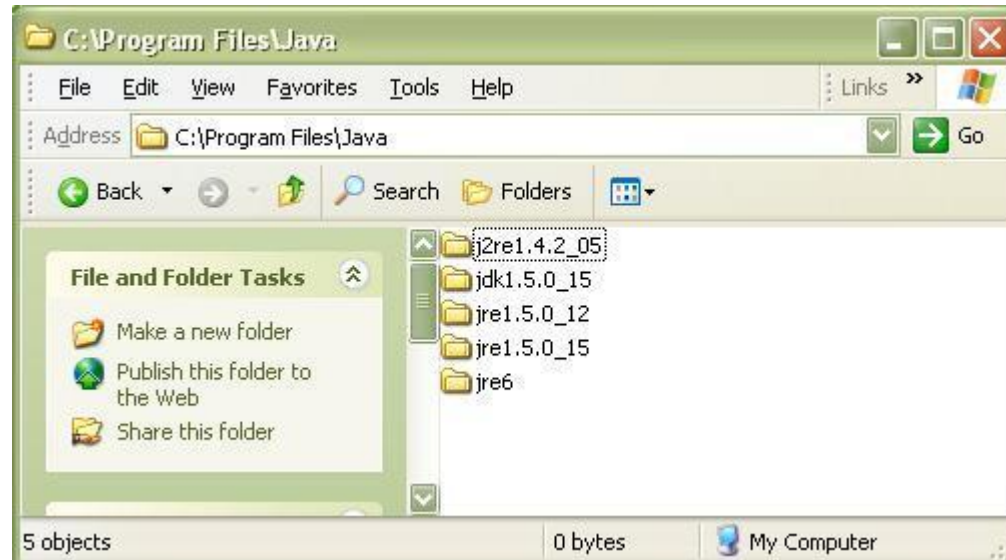 C:\Program Files\Java
File Edit View Favorites Tools Help Links »
Address C:\Program Files\Java Go
Back Search Folders
File and Folder Tasks
Make a new folder
Publish this folder to
the Web
Share this folder
j2re1.4.2_05
jdk1.5.0_15
jre1.5.0_12
jre1.5.0_15
jre6
5 objects 0 bytes My Computer